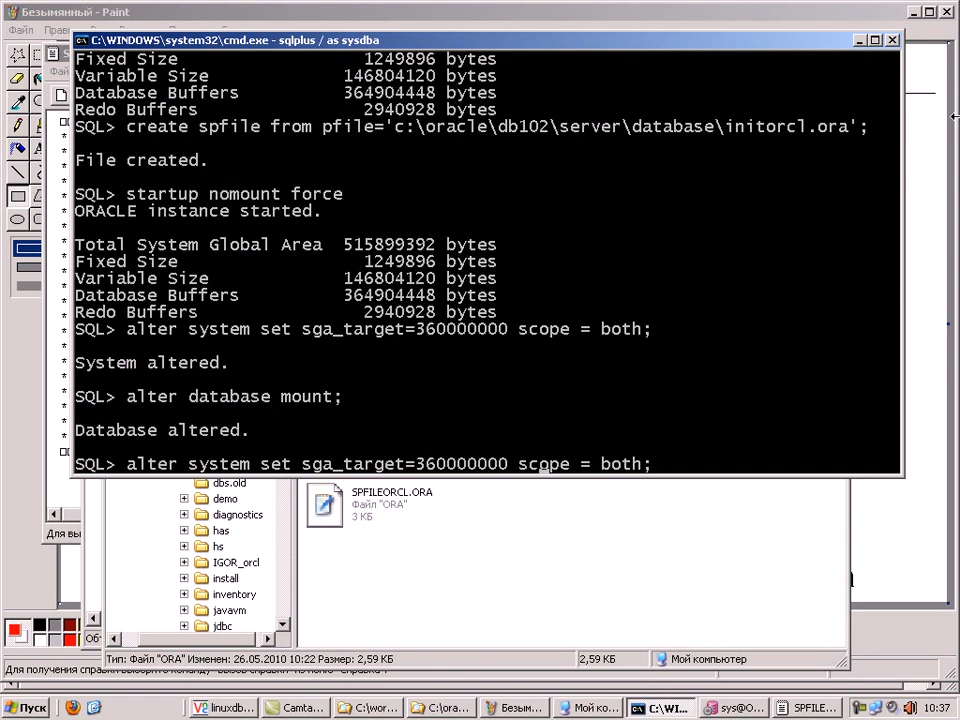 Безымянный - Paint
Файл
C:\WINDOWS\system32\cmd.exe - sqlplus / as sysdba
Fixed Size 1249896 bytes
Variable Size 146804120 bytes
Database Buffers 364904448 bytes
Redo Buffers 2940928 bytes
SQL> create spfile from pfile='c:\oracle\db102\server\database\initorcl.ora';
File created.
SQL> startup nomount force
ORACLE instance started.
Total System Global Area 515899392 bytes
Fixed Size 1249896 bytes
Variable Size 146804120 bytes
Database Buffers 364904448 bytes
Redo Buffers 2940928 bytes
SQL> alter system set sga_target=360000000 scope = both;
System altered.
SQL> alter database mount;
Database altered.
SQL> alter system set sga_target=360000000 scope = both;
dbs.old
demo
diagnostics
has
hs
IGOR_orcl
install
inventory
javavm
jdbc
SPFILEORCL.ORA
Файл "ORA"
3 КБ
Для вы
Тип: Файл "ORA" Изменен: 26.05.2010 10:22 Размер: 2,59 КБ
2,59 КБ
Мой компьютер
Для получения справки
Пуск
linuxdb...
Camta...
C:\wor...
C:\ora...
Безым...
Мой ко...
C:\WI...
sys@O...
SPFILE...
10:37